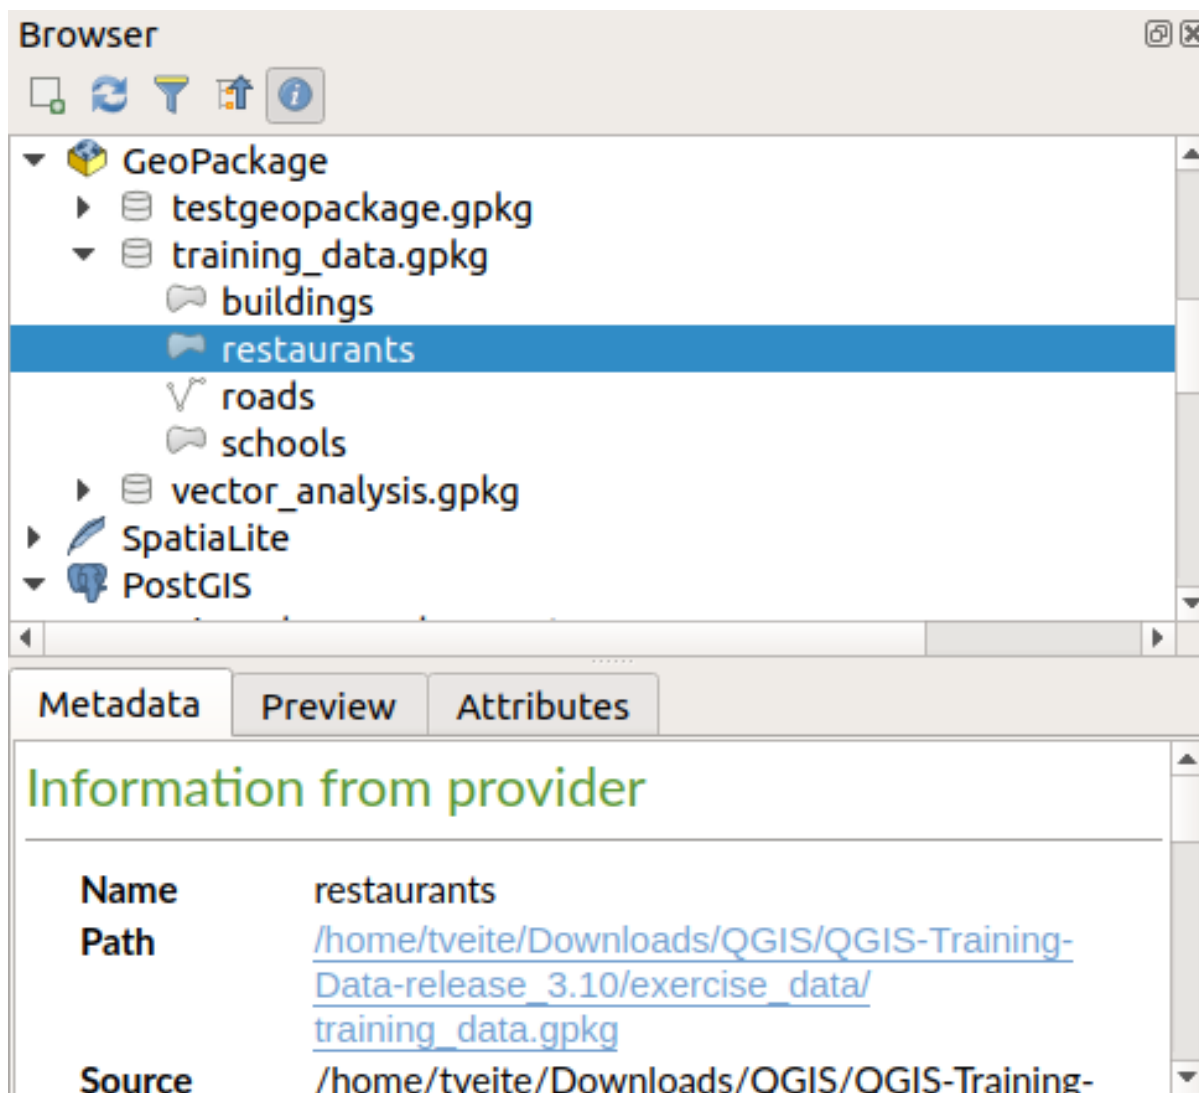 Browser
GeoPackage
testgeopackage.gpkg
training_data.gpkg
buildings
restaurants
roads
schools
vector_analysis.gpkg
SpatiaLite
PostGIS
Metadata Preview Attributes
Information from provider
Name restaurants
Path /home/tveite/Downloads/QGIS/QGIS-Training-
Data-release_3.10/exercise_data/
training_data.gpkg
Source /home/tveite/Downloads/QGIS/QGIS-Training-